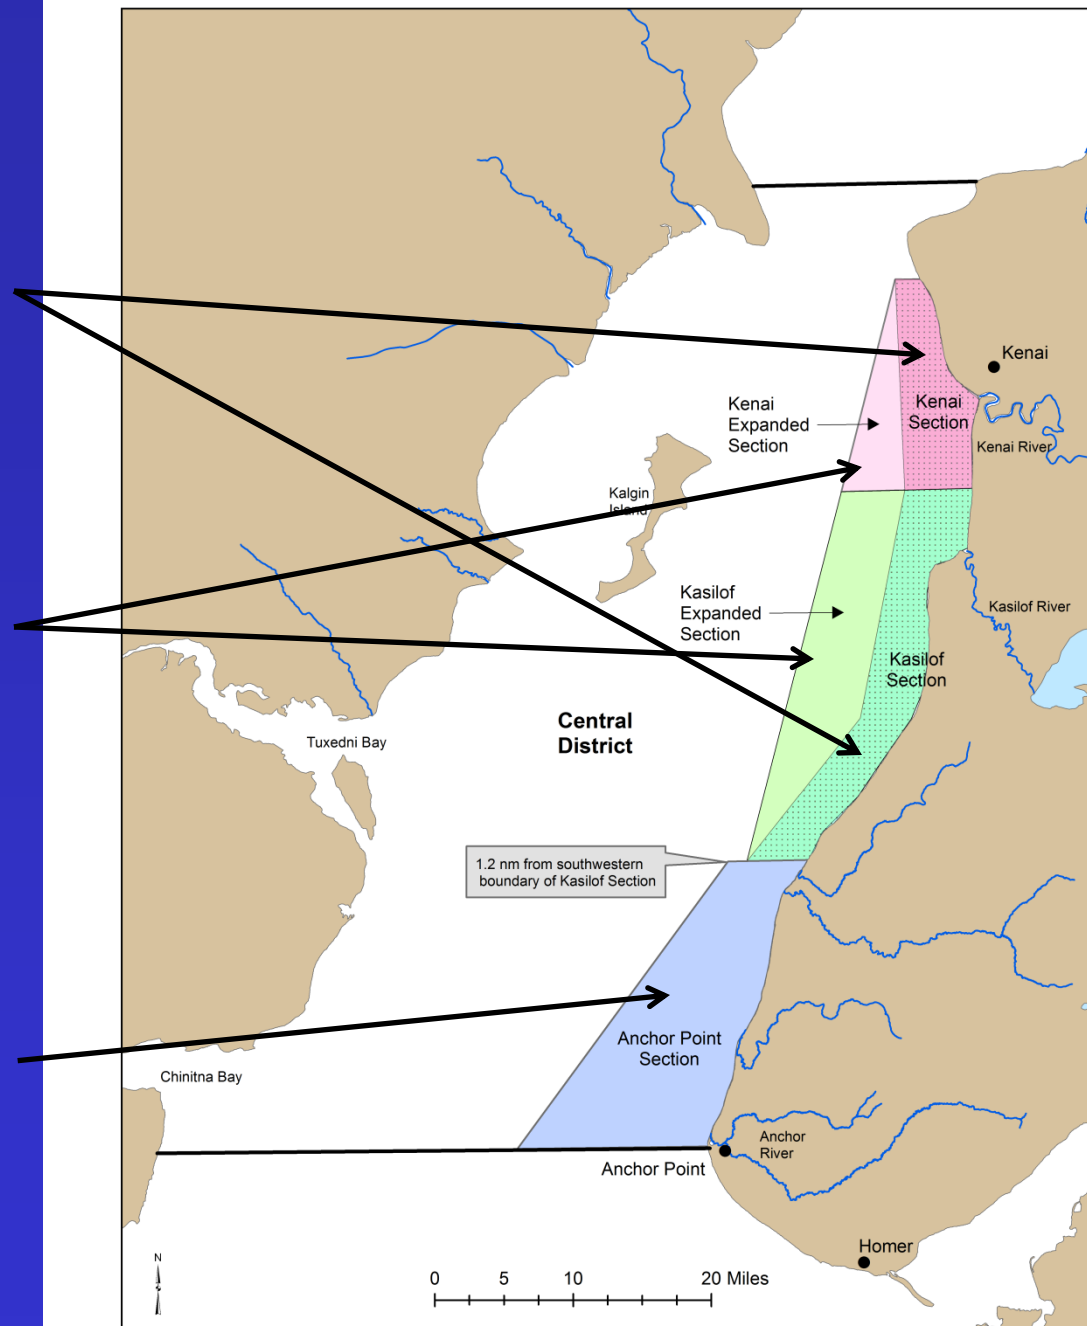 Kenai
Kenai
Expanded
Section
Kenai
Section
Kenai River
Kalgin
Island
Kasilof
Expanded
Section
Kasilof River
Kasilof
Section
Central
District
Tuxedni Bay
1.2 nm from southwestern
boundary of Kasilof Section
Anchor Point
Section
Chinitna Bay
Anchor
River
Anchor Point
Homer
N
0 5 10 20 Miles